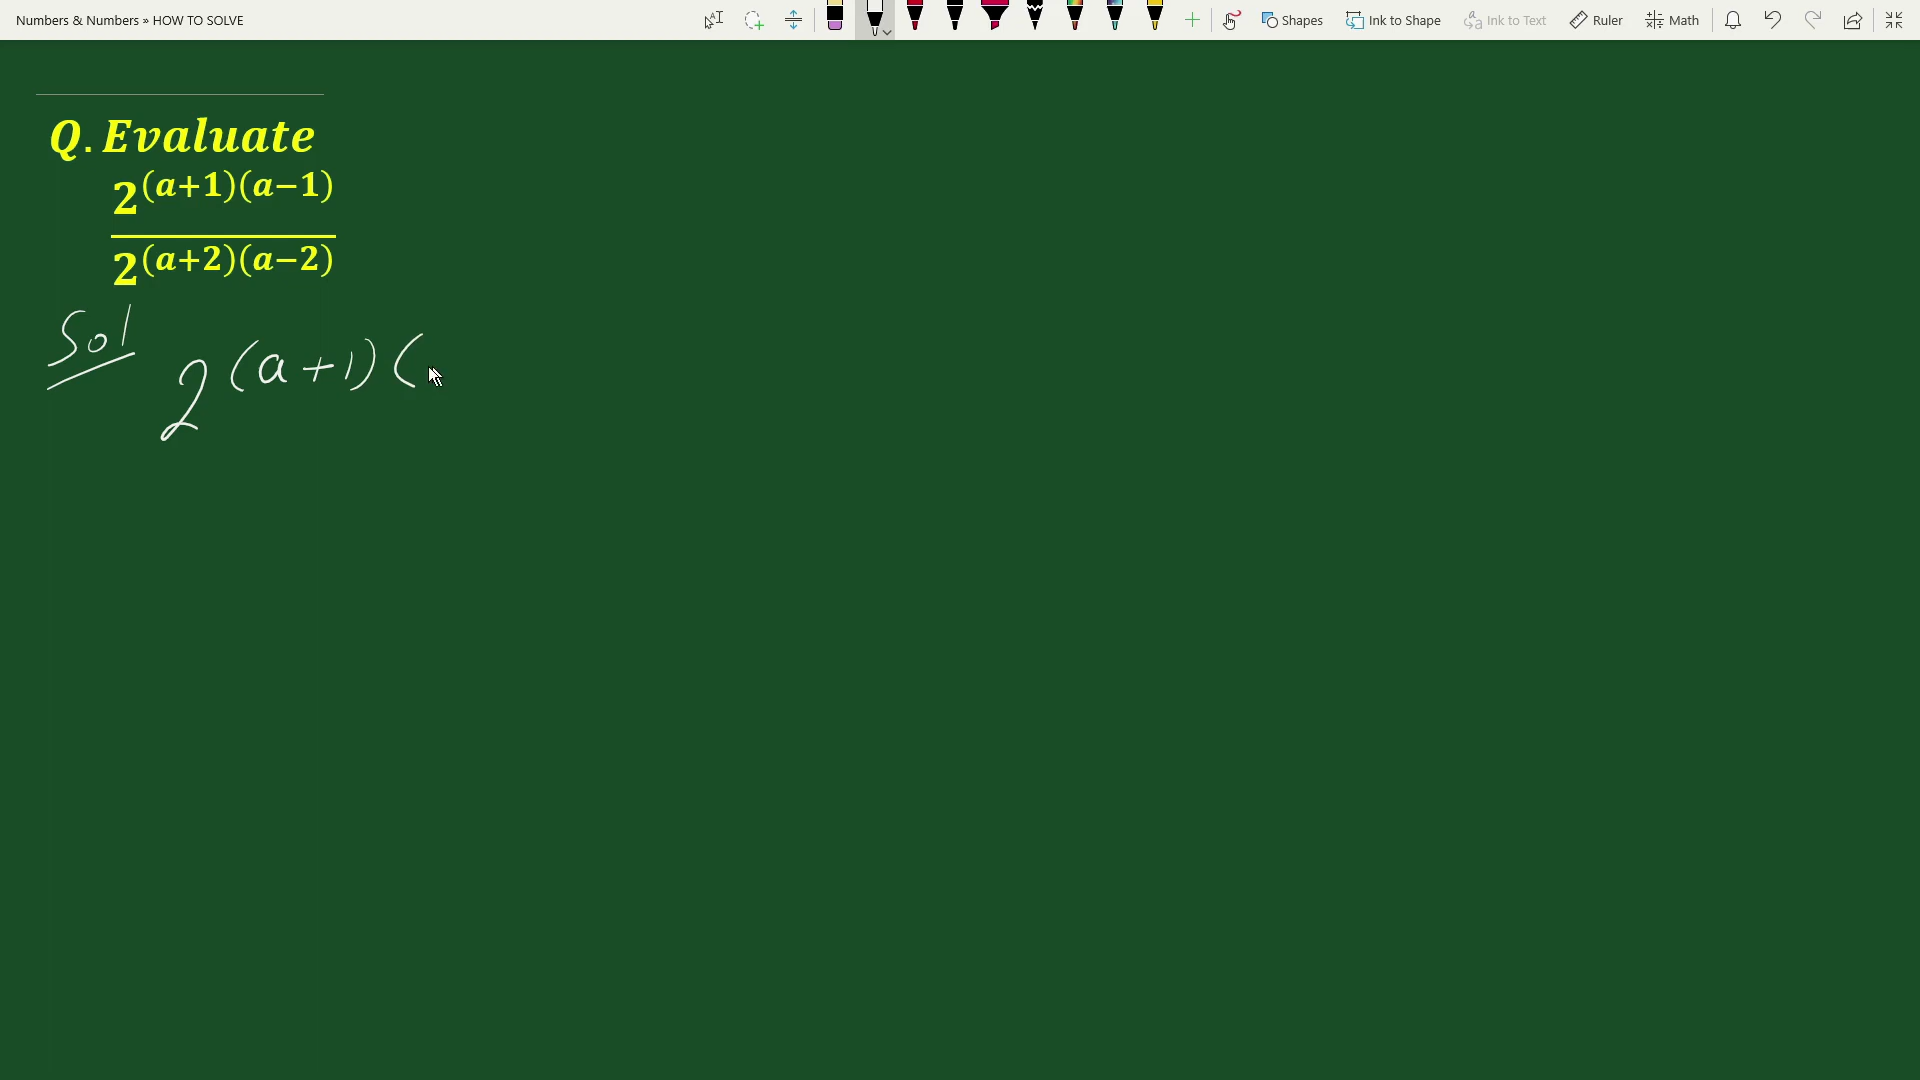 Numbers & Numbers » HOW TO SOLVE
Shapes Ink to Shape Ink to Text Ruler Math
Q. Evaluate
2^(a+1)(a−1)
2^(a+2)(a−2)
Sol
2^(a+1)(